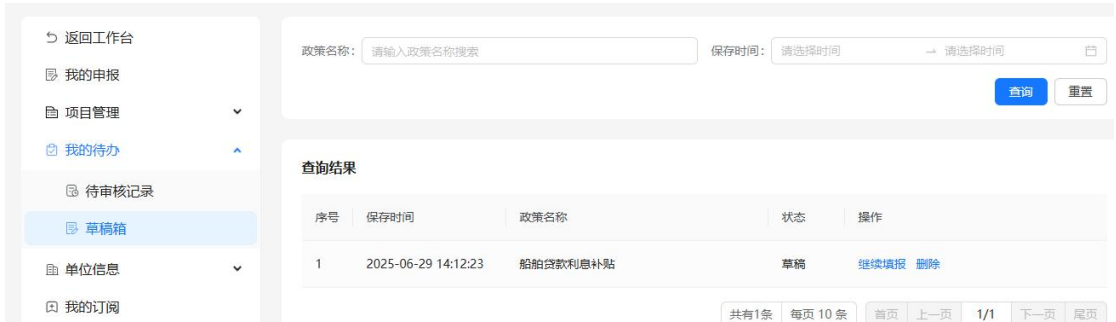 返回工作台
我的申报
项目管理
我的待办
待审核记录
草稿箱
单位信息
我的订阅
政策名称： 请输入政策名称搜索 保存时间： 请选择时间 → 请选择时间
查询 重置
查询结果
序号 保存时间 政策名称 状态 操作
1 2025-06-29 14:12:23 船舶贷款利息补贴 草稿 继续填报 删除
共有1条 每页 10 条 首页 上一页 1/1 下一页 尾页